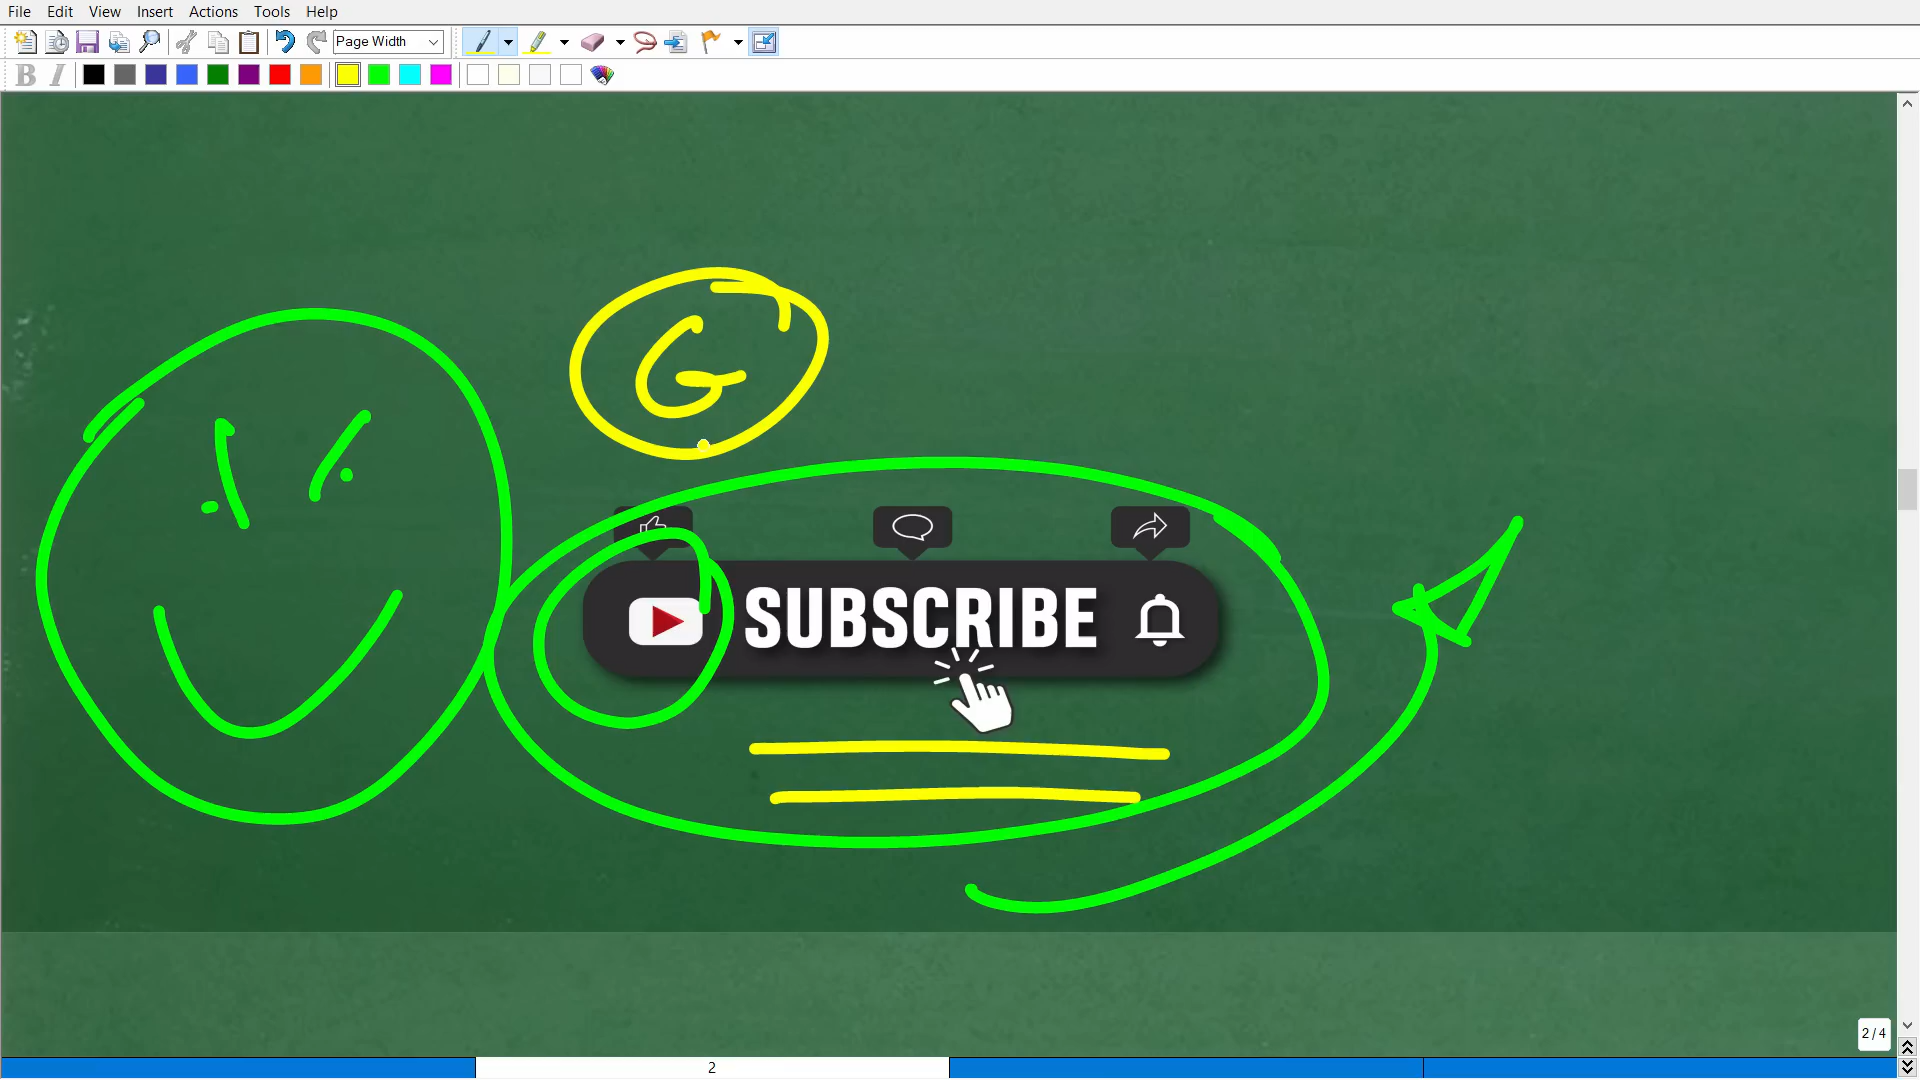 File Edit View Insert Actions Tools Help
Page Width
B I
G
SUBSCRIBE
2 / 4
2